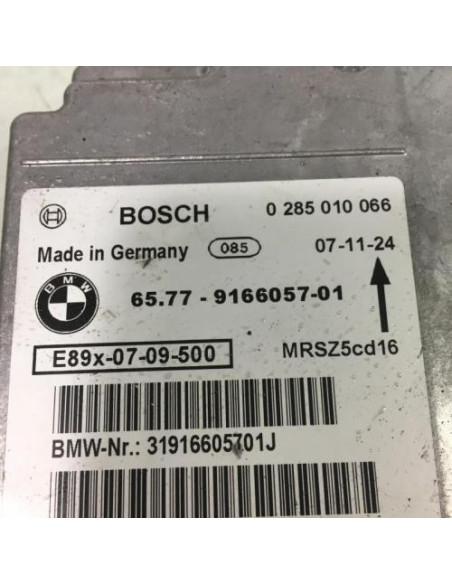 BOSCH 0 285 010 066
Made in Germany 085 07-11-24
BMW 65.77 - 9166057-01
E89x-07-09-500 MRSZ5cd16
BMW-Nr.: 31916605701J